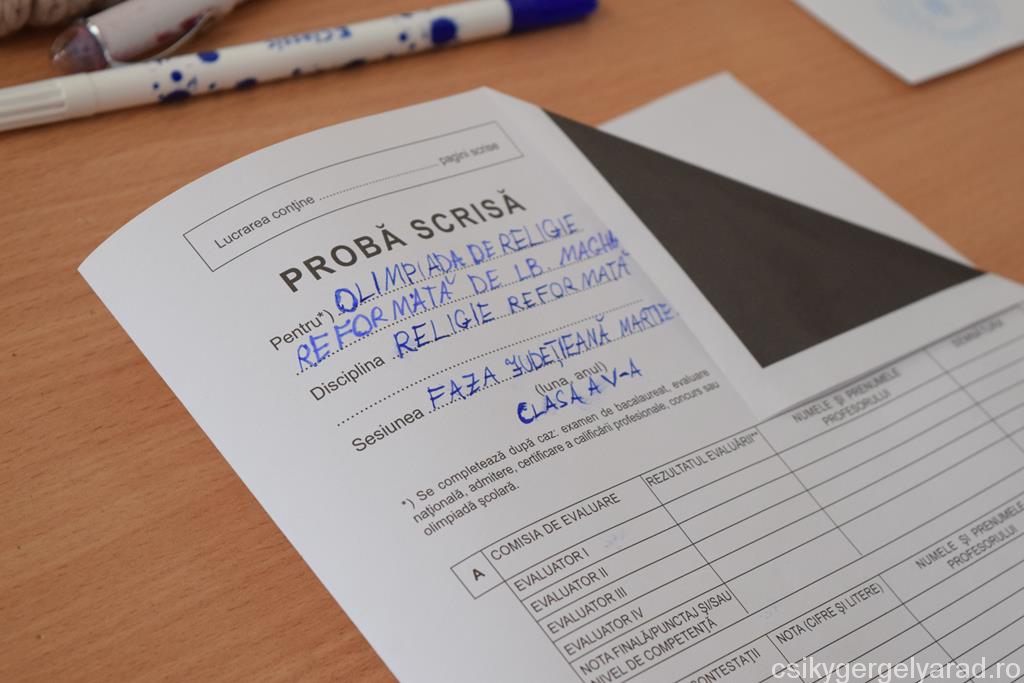 Classic
Lucrarea conține ........................ pagini scrise
PROBĂ SCRISĂ
Pentru*) OLIMPIADA DE RELIGIE
REFORMATĂ DE LB. MAGHIARĂ
Disciplina RELIGIE REFORMATĂ
Sesiunea FAZA JUDEȚIEANĂ MARTIE
(luna, anul)
CLASA A V-A
*) Se completează după caz: examen de bacalaureat, evaluare
națională, admitere, certificare a calificării profesionale, concurs sau
olimpiadă școlară.
A COMISIA DE EVALUARE REZULTATUL EVALUĂRII** NUMELE ȘI PRENUMELE PROFESORULUI SEMNĂTURA
EVALUATOR I
EVALUATOR II
EVALUATOR III
EVALUATOR IV
NOTA FINALĂ/PUNCTAJ ȘI/SAU
NIVEL DE COMPETENȚĂ
CONTESTAȚII NOTA (CIFRE ȘI LITERE) NUMELE ȘI PRENUMELE PROFESORULUI
csikygergelyarad.ro